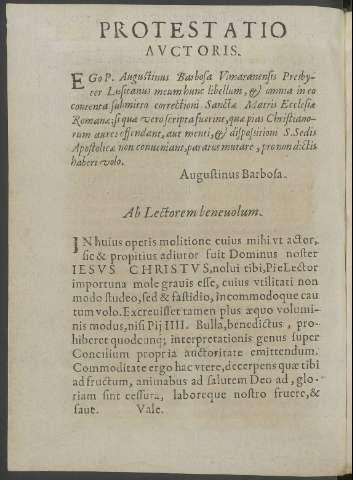 PROTESTATIO
AVCTORIS.
EGo P. Augustinus Barbosa Vimaranensis Presby-
ter Lusitanus meum hunc libellum, & omnia in eo
contenta submitto correctioni Sanctæ Matris Ecclesiæ
Romanæ; si qua vero scripta fuerint, quæ pias Christiano-
rum aures offendant, aut menti, & dispositioni S. Sedis
Apostolicæ non conueniant, paratus mutare, pro non dictis
haberi volo.
Augustinus Barbosa.
Ab Lectorem beneuolum.
IN huius operis molitione cuius mihi vt actor,
sic & propitius adiutor fuit Dominus noster
IESVS CHRISTVS, nolui tibi, Pie Lector
importuna mole grauis esse, cuius vtilitati non
modo studeo, sed & fastidio, incommodoque cau
tum volo. Excreuisset tamen plus æquo volumi-
nis modus, nisi Pij IIII. Bulla, benedictus, pro-
hiberet quodcunq; interpretationis genus super
Concilium propria auctoritate emittendum.
Commoditate ergo hac vtere, decerpens quæ tibi
ad fructum, animabus ad salutem Deo ad, glo-
riam sint cessura, laboreque nostro fruere, &
faue. Vale.